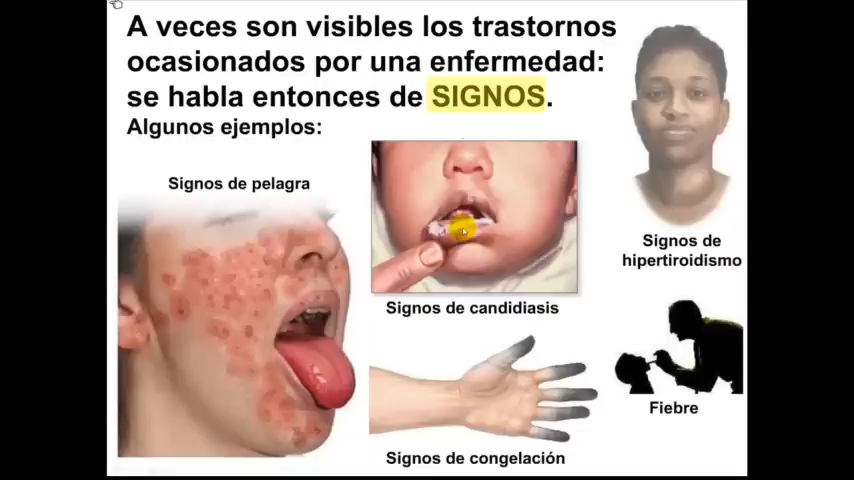 A veces son visibles los trastornos
ocasionados por una enfermedad:
se habla entonces de SIGNOS.
Algunos ejemplos:
Signos de pelagra
Signos de candidiasis
Signos de congelación
Signos de
hipertiroidismo
Fiebre